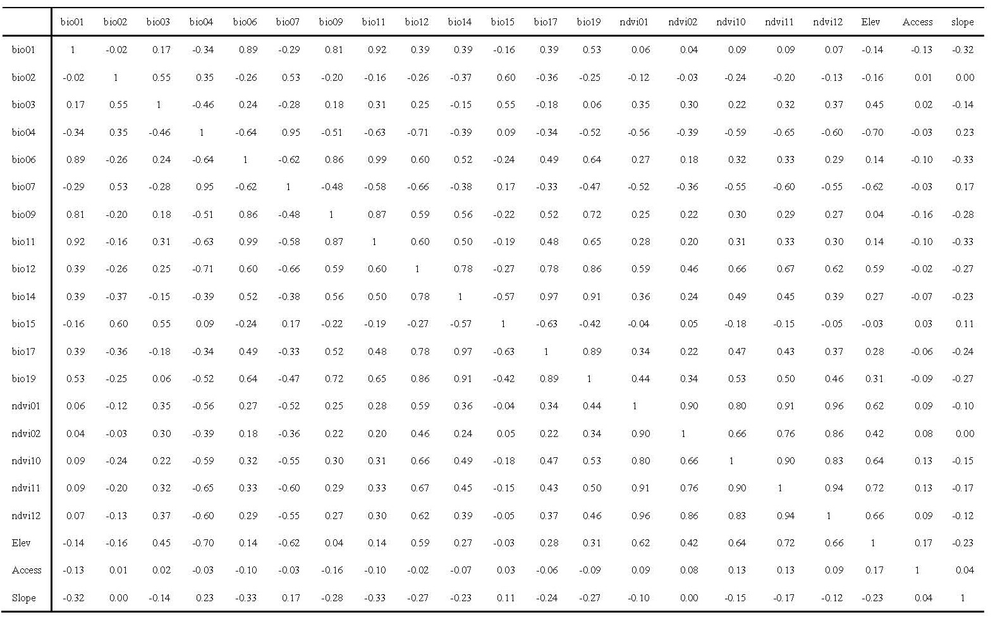 bio01 bio02 bio03 bio04 bio06 bio07 bio09 bio11 bio12 bio14 bio15 bio17 bio19 ndvi01 ndvi02 ndvi10 ndvi11 ndvi12 Elev Access slope
bio01 1 -0.02 0.17 -0.34 0.89 -0.29 0.81 0.92 0.39 0.39 -0.16 0.39 0.53 0.06 0.04 0.09 0.09 0.07 -0.14 -0.13 -0.32
bio02 -0.02 1 0.55 0.35 -0.26 0.53 -0.20 -0.16 -0.26 -0.37 0.60 -0.36 -0.25 -0.12 -0.03 -0.24 -0.20 -0.13 -0.16 0.01 0.00
bio03 0.17 0.55 1 -0.46 0.24 -0.28 0.18 0.31 0.25 -0.15 0.55 -0.18 0.06 0.35 0.30 0.22 0.32 0.37 0.45 0.02 -0.14
bio04 -0.34 0.35 -0.46 1 -0.64 0.95 -0.51 -0.63 -0.71 -0.39 0.09 -0.34 -0.52 -0.56 -0.39 -0.59 -0.65 -0.60 -0.70 -0.03 0.23
bio06 0.89 -0.26 0.24 -0.64 1 -0.62 0.86 0.99 0.60 0.52 -0.24 0.49 0.64 0.27 0.18 0.32 0.33 0.29 0.14 -0.10 -0.33
bio07 -0.29 0.53 -0.28 0.95 -0.62 1 -0.48 -0.58 -0.66 -0.38 0.17 -0.33 -0.47 -0.52 -0.36 -0.55 -0.60 -0.55 -0.62 -0.03 0.17
bio09 0.81 -0.20 0.18 -0.51 0.86 -0.48 1 0.87 0.59 0.56 -0.22 0.52 0.72 0.25 0.22 0.30 0.29 0.27 0.04 -0.16 -0.28
bio11 0.92 -0.16 0.31 -0.63 0.99 -0.58 0.87 1 0.60 0.50 -0.19 0.48 0.65 0.28 0.20 0.31 0.33 0.30 0.14 -0.10 -0.33
bio12 0.39 -0.26 0.25 -0.71 0.60 -0.66 0.59 0.60 1 0.78 -0.27 0.78 0.86 0.59 0.46 0.66 0.67 0.62 0.59 -0.02 -0.27
bio14 0.39 -0.37 -0.15 -0.39 0.52 -0.38 0.56 0.50 0.78 1 -0.57 0.97 0.91 0.36 0.24 0.49 0.45 0.39 0.27 -0.07 -0.23
bio15 -0.16 0.60 0.55 0.09 -0.24 0.17 -0.22 -0.19 -0.27 -0.57 1 -0.63 -0.42 -0.04 0.05 -0.18 -0.15 -0.05 -0.03 0.03 0.11
bio17 0.39 -0.36 -0.18 -0.34 0.49 -0.33 0.52 0.48 0.78 0.97 -0.63 1 0.89 0.34 0.22 0.47 0.43 0.37 0.28 -0.06 -0.24
bio19 0.53 -0.25 0.06 -0.52 0.64 -0.47 0.72 0.65 0.86 0.91 -0.42 0.89 1 0.44 0.34 0.53 0.50 0.46 0.31 -0.09 -0.27
ndvi01 0.06 -0.12 0.35 -0.56 0.27 -0.52 0.25 0.28 0.59 0.36 -0.04 0.34 0.44 1 0.90 0.80 0.91 0.96 0.62 0.09 -0.10
ndvi02 0.04 -0.03 0.30 -0.39 0.18 -0.36 0.22 0.20 0.46 0.24 0.05 0.22 0.34 0.90 1 0.66 0.76 0.86 0.42 0.08 0.00
ndvi10 0.09 -0.24 0.22 -0.59 0.32 -0.55 0.30 0.31 0.66 0.49 -0.18 0.47 0.53 0.80 0.66 1 0.90 0.83 0.64 0.13 -0.15
ndvi11 0.09 -0.20 0.32 -0.65 0.33 -0.60 0.29 0.33 0.67 0.45 -0.15 0.43 0.50 0.91 0.76 0.90 1 0.94 0.72 0.13 -0.17
ndvi12 0.07 -0.13 0.37 -0.60 0.29 -0.55 0.27 0.30 0.62 0.39 -0.05 0.37 0.46 0.96 0.86 0.83 0.94 1 0.66 0.09 -0.12
Elev -0.14 -0.16 0.45 -0.70 0.14 -0.62 0.04 0.14 0.59 0.27 -0.03 0.28 0.31 0.62 0.42 0.64 0.72 0.66 1 0.17 -0.23
Access -0.13 0.01 0.02 -0.03 -0.10 -0.03 -0.16 -0.10 -0.02 -0.07 0.03 -0.06 -0.09 0.09 0.08 0.13 0.13 0.09 0.17 1 0.04
Slope -0.32 0.00 -0.14 0.23 -0.33 0.17 -0.28 -0.33 -0.27 -0.23 0.11 -0.24 -0.27 -0.10 0.00 -0.15 -0.17 -0.12 -0.23 0.04 1